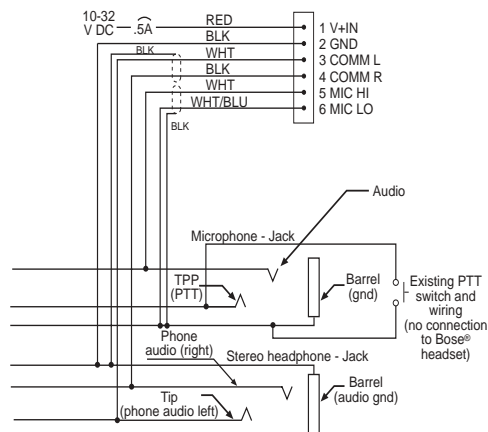 10-32
V DC
.5A
RED
1 V+IN
BLK
2 GND
BLK
WHT
3 COMM L
BLK
4 COMM R
WHT
5 MIC HI
WHT/BLU
6 MIC LO
BLK
Audio
Microphone - Jack
TPP
(PTT)
Barrel
(gnd)
Existing PTT
switch and
wiring
(no connection
to Bose®
headset)
Phone
audio (right)
Stereo headphone - Jack
Tip
(phone audio left)
Barrel
(audio gnd)